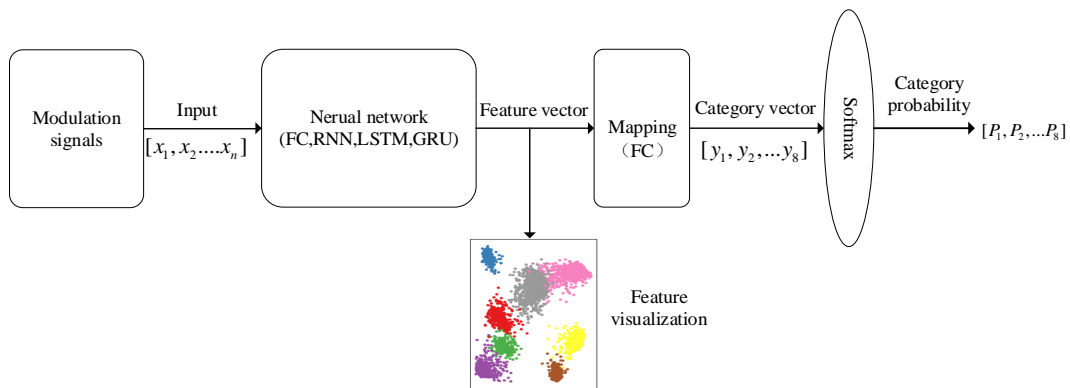 Modulation
signals
Input
[x₁, x₂....xₙ]
Nerual network
(FC,RNN,LSTM,GRU)
Feature vector
Mapping
（FC）
Category vector
[y₁, y₂,...y₈]
Softmax
Category
probability
[P₁, P₂,...P₈]
Feature
visualization